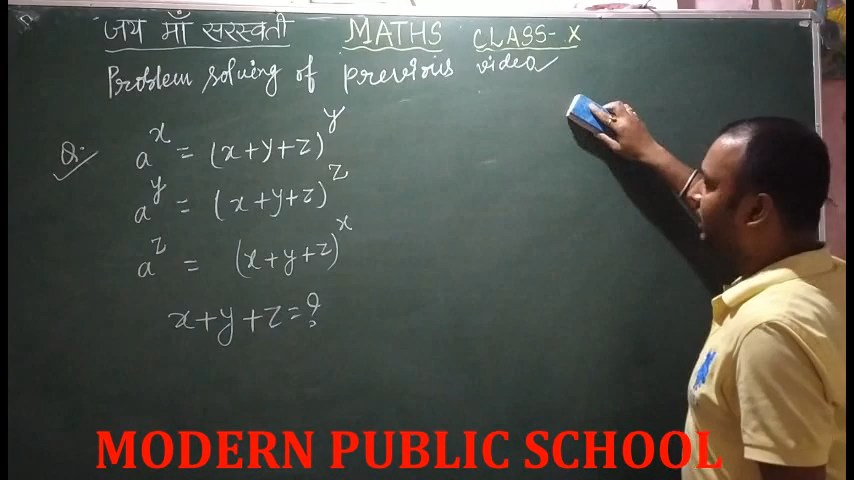 जय माँ सरस्वती MATHS CLASS-X
Problem solving of previous video
Q. a^x = (x+y+z)^y
a^y = (x+y+z)^z
a^z = (x+y+z)^x
x+y+z=?
MODERN PUBLIC SCHOOL